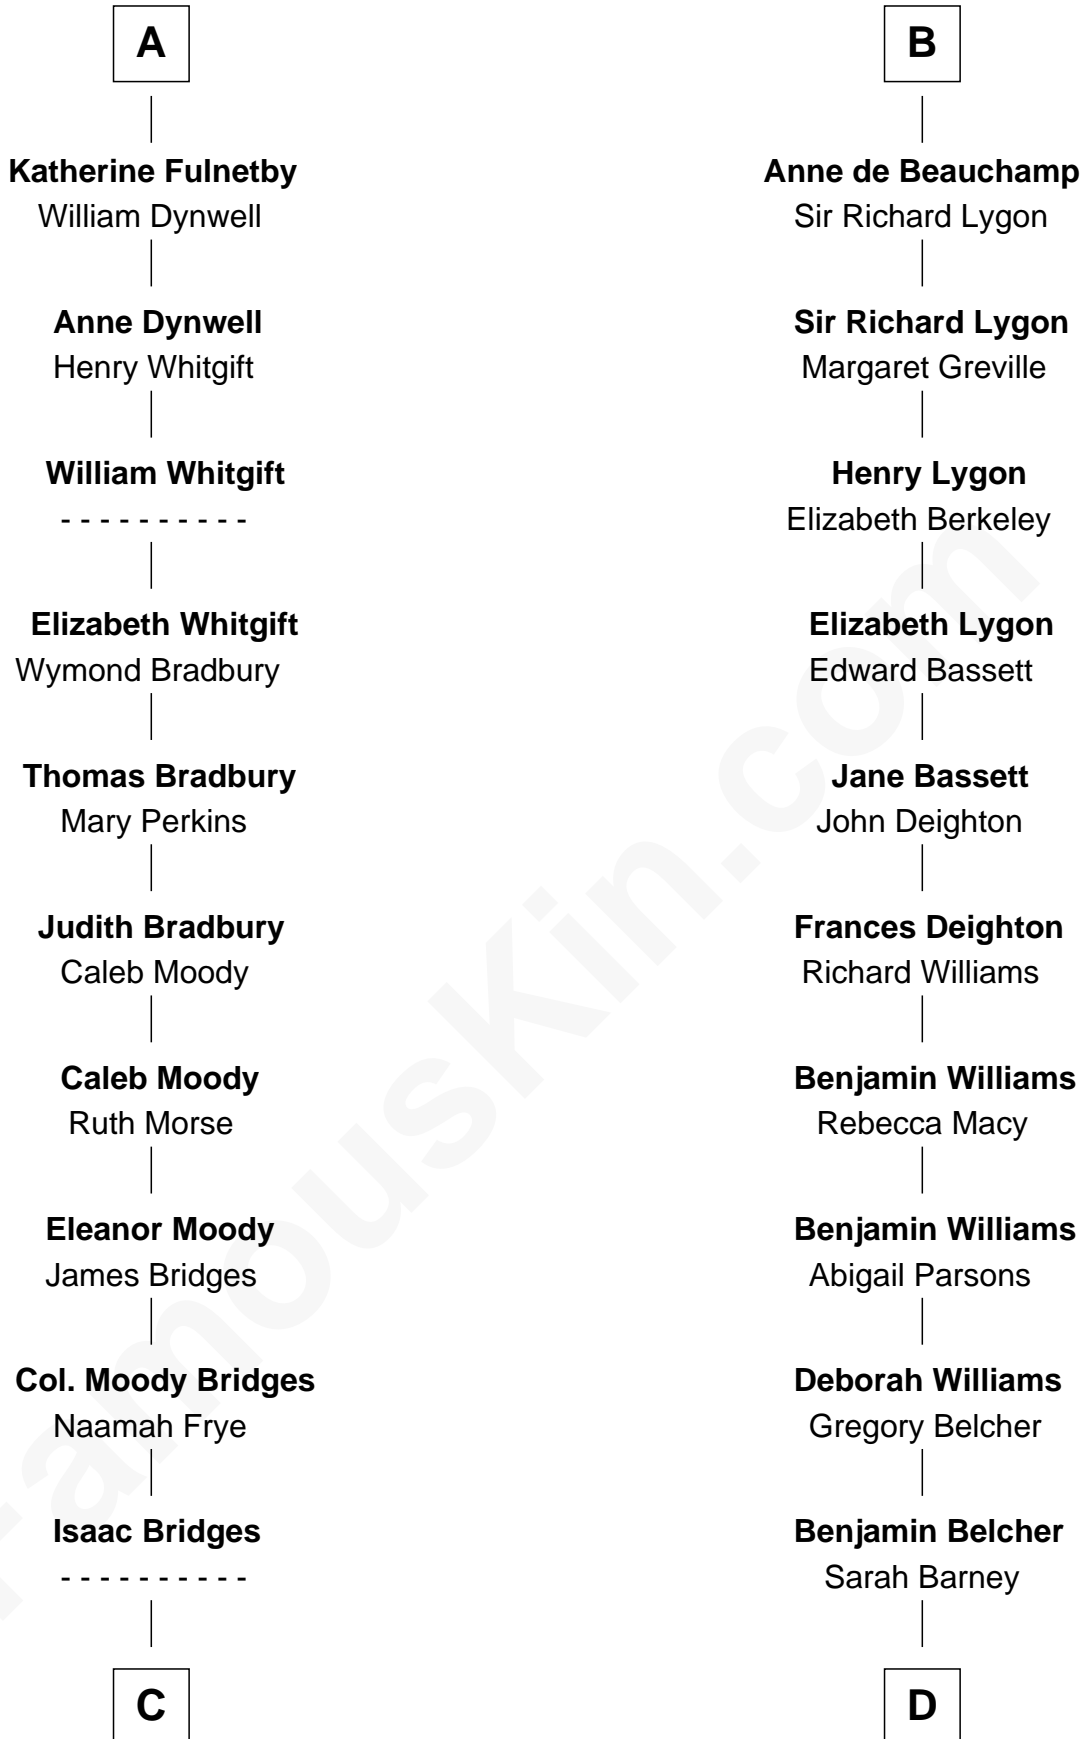 A
Katherine Fulnetby
William Dynwell
Anne Dynwell
Henry Whitgift
William Whitgift
- - - - - - - - - -
Elizabeth Whitgift
Wymond Bradbury
Thomas Bradbury
Mary Perkins
Judith Bradbury
Caleb Moody
Caleb Moody
Ruth Morse
Eleanor Moody
James Bridges
Col. Moody Bridges
Naamah Frye
Isaac Bridges
- - - - - - - - - -
C
B
Anne de Beauchamp
Sir Richard Lygon
Sir Richard Lygon
Margaret Greville
Henry Lygon
Elizabeth Berkeley
Elizabeth Lygon
Edward Bassett
Jane Bassett
John Deighton
Frances Deighton
Richard Williams
Benjamin Williams
Rebecca Macy
Benjamin Williams
Abigail Parsons
Deborah Williams
Gregory Belcher
Benjamin Belcher
Sarah Barney
D
FamousKin.com